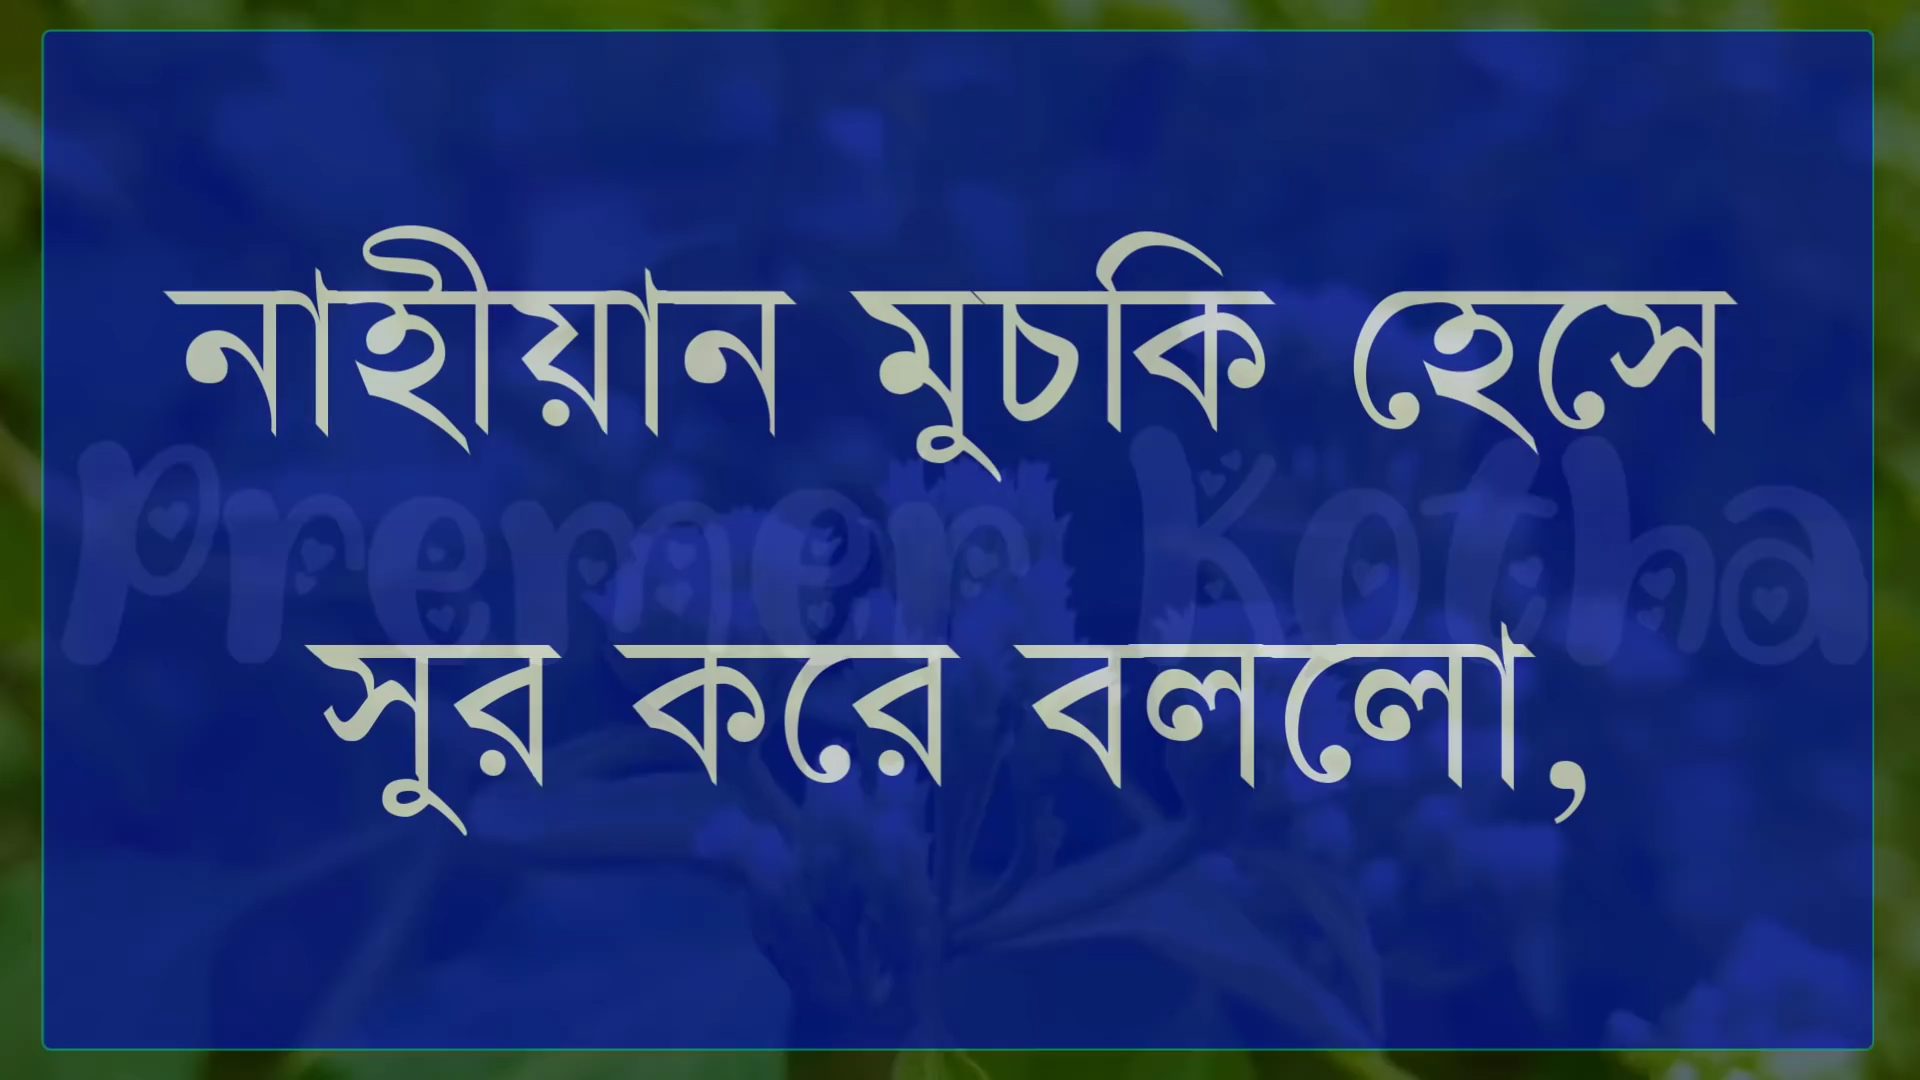 নাহীয়ান মুচকি হেসে
Premer Kotha
সুর করে বললো,